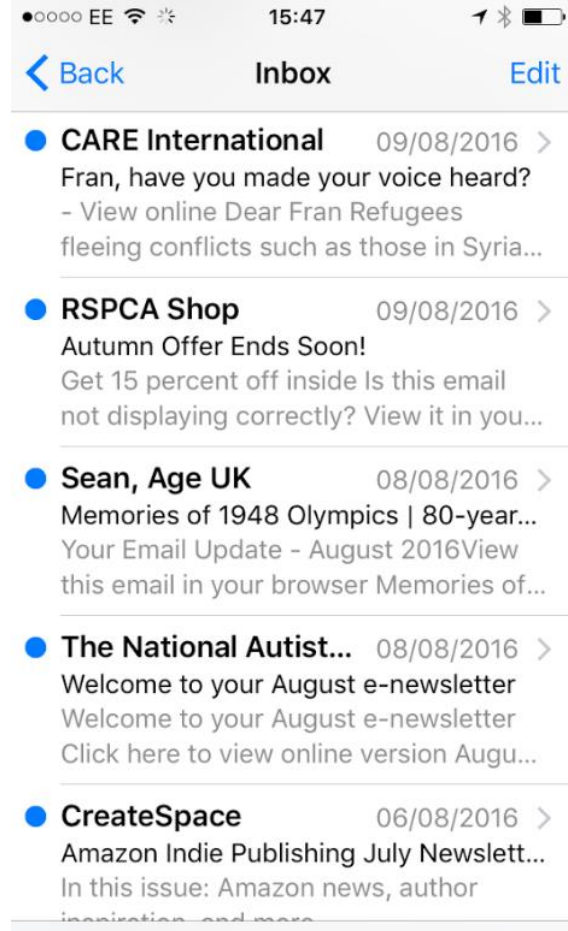 EE 15:47
Back Inbox Edit
CARE International 09/08/2016
Fran, have you made your voice heard?
- View online Dear Fran Refugees
fleeing conflicts such as those in Syria...
RSPCA Shop 09/08/2016
Autumn Offer Ends Soon!
Get 15 percent off inside Is this email
not displaying correctly? View it in you...
Sean, Age UK 08/08/2016
Memories of 1948 Olympics | 80-year...
Your Email Update - August 2016View
this email in your browser Memories of...
The National Autist... 08/08/2016
Welcome to your August e-newsletter
Welcome to your August e-newsletter
Click here to view online version Augu...
CreateSpace 06/08/2016
Amazon Indie Publishing July Newslett...
In this issue: Amazon news, author
inspiration, and more